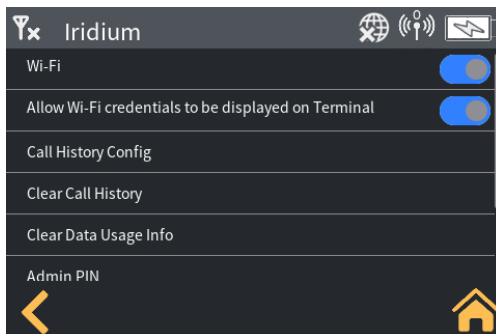 Iridium
0
Wi-Fi
Allow Wi-Fi credentials to be displayed on Terminal
Call History Config
Clear Call History
Clear Data Usage Info
Admin PIN